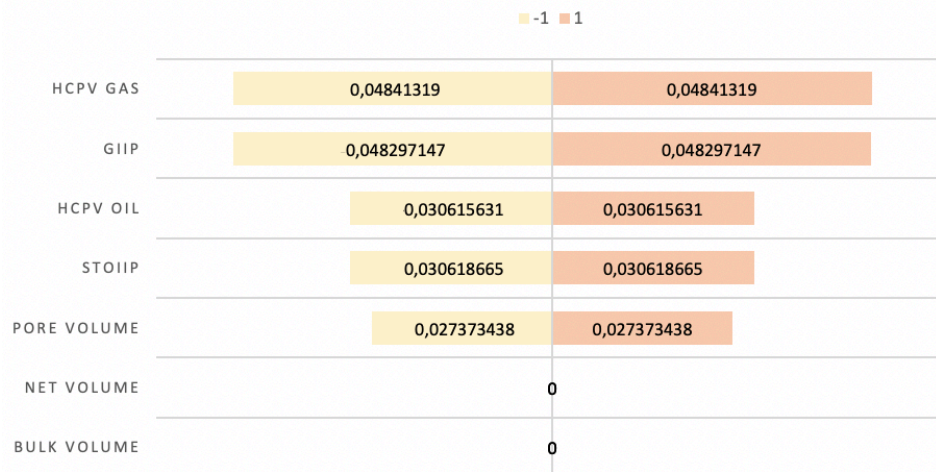 -1 1
HCPV GAS 0,04841319 0,04841319
GIIP -0,048297147 0,048297147
HCPV OIL 0,030615631 0,030615631
STOIIP 0,030618665 0,030618665
PORE VOLUME 0,027373438 0,027373438
NET VOLUME 0
BULK VOLUME 0